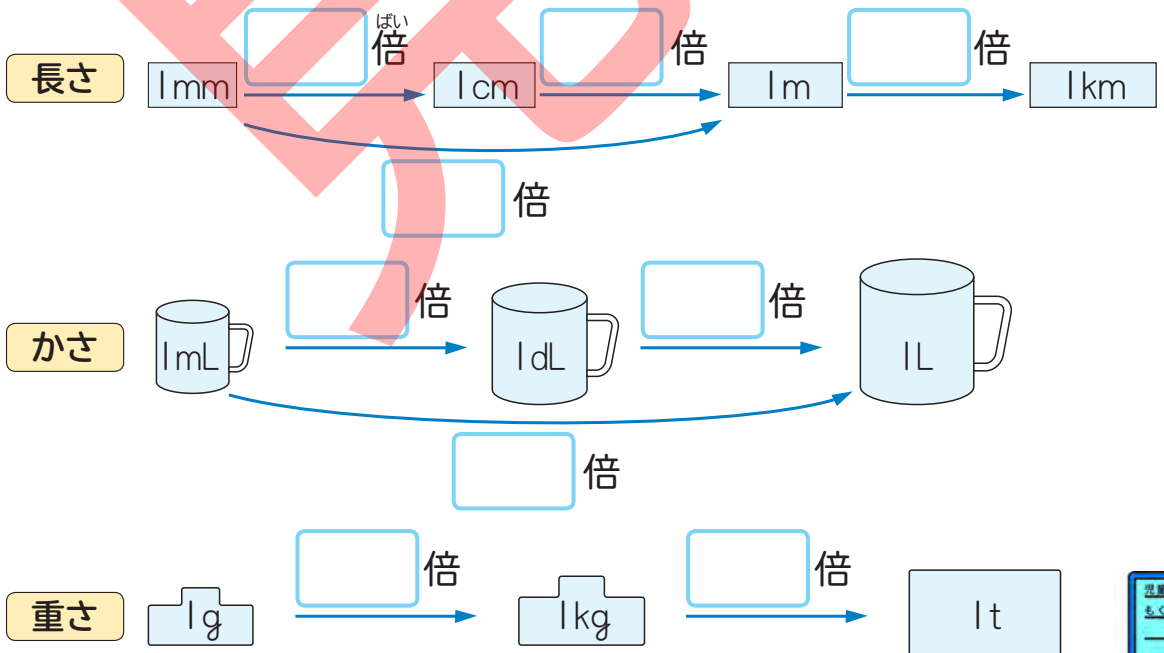 ばい
倍 倍 倍
長さ 1mm 1cm 1m 1km
倍
倍 倍
かさ 1mL 1dL 1L
倍
倍 倍
重さ 1g 1kg 1t